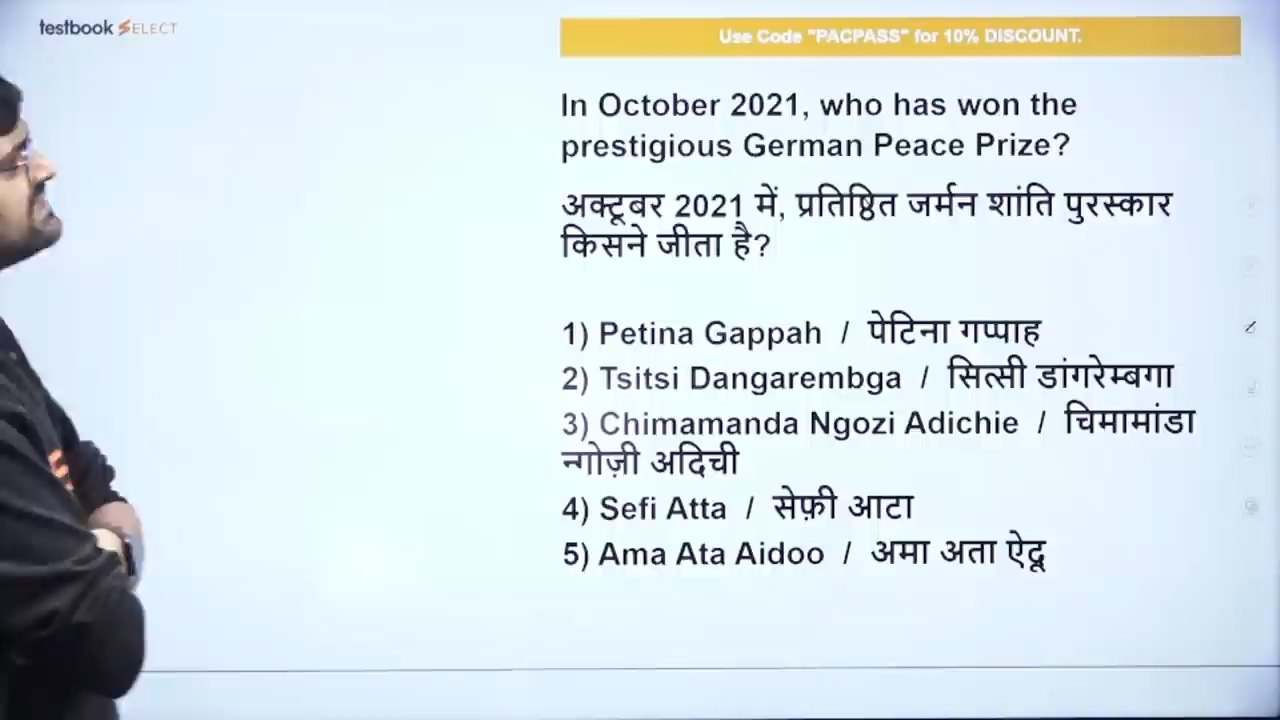 testbook SELECT
Use Code "PACPASS" for 10% DISCOUNT.
In October 2021, who has won the
prestigious German Peace Prize?
अक्टूबर 2021 में, प्रतिष्ठित जर्मन शांति पुरस्कार
किसने जीता है?
1) Petina Gappah / पेटिना गप्पाह
2) Tsitsi Dangarembga / सित्सी डांगरेम्बगा
3) Chimamanda Ngozi Adichie / चिमामांडा
न्गोज़ी अदिची
4) Sefi Atta / सेफ़ी आटा
5) Ama Ata Aidoo / अमा अता ऐदू